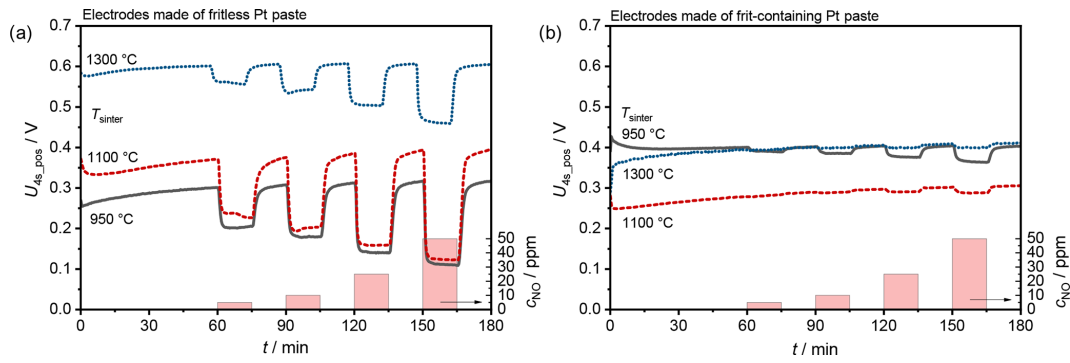 Electrodes made of fritless Pt paste
(a)
0.7
0.6
0.5
0.4
0.3
0.2
0.1
0.0
U4s_pos / V
1300 °C
Tsinter
1100 °C
950 °C
50
40
30
20
10
0
cNO / ppm
0 30 60 90 120 150 180
t / min
Electrodes made of frit-containing Pt paste
(b)
0.7
0.6
0.5
0.4
0.3
0.2
0.1
0.0
U4s_pos / V
Tsinter
950 °C
1300 °C
1100 °C
50
40
30
20
10
0
cNO / ppm
0 30 60 90 120 150 180
t / min